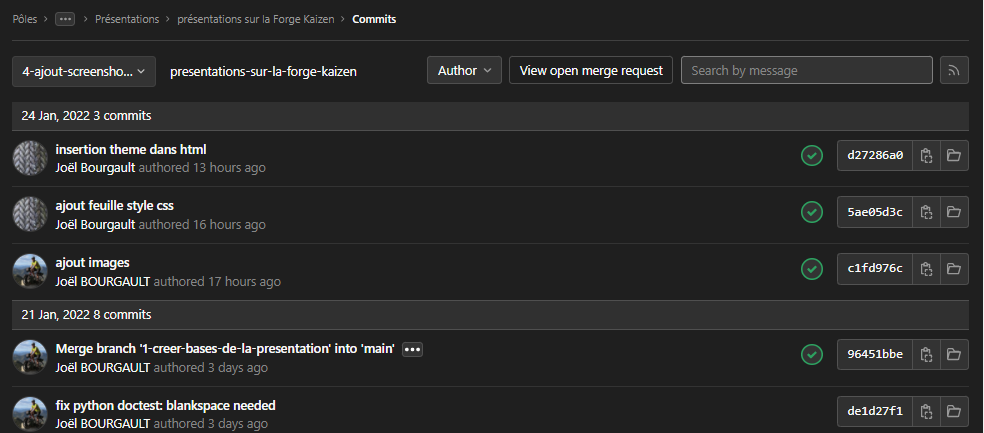 Pôles > ••• > Présentations > présentations sur la Forge Kaizen > Commits
4-ajout-screensho... presentations-sur-la-forge-kaizen Author View open merge request Search by message
24 Jan, 2022 3 commits
insertion theme dans html
Joël Bourgault authored 13 hours ago
d27286a0
ajout feuille style css
Joël Bourgault authored 16 hours ago
5ae05d3c
ajout images
Joël BOURGAULT authored 17 hours ago
c1fd976c
21 Jan, 2022 8 commits
Merge branch '1-creer-bases-de-la-presentation' into 'main' •••
Joël BOURGAULT authored 3 days ago
96451bbe
fix python doctest: blankspace needed
Joël BOURGAULT authored 3 days ago
de1d27f1